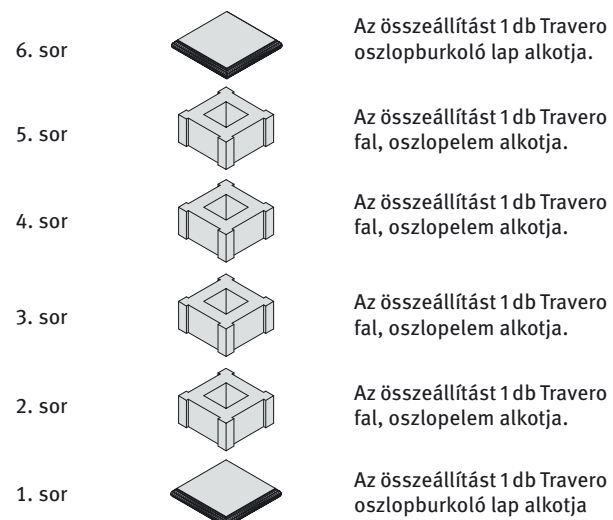 6. sor
Az összeállítást 1 db Travero
oszlopburkoló lap alkotja.
5. sor
Az összeállítást 1 db Travero
fal, oszlopelem alkotja.
4. sor
Az összeállítást 1 db Travero
fal, oszlopelem alkotja.
3. sor
Az összeállítást 1 db Travero
fal, oszlopelem alkotja.
2. sor
Az összeállítást 1 db Travero
fal, oszlopelem alkotja.
1. sor
Az összeállítást 1 db Travero
oszlopburkoló lap alkotja